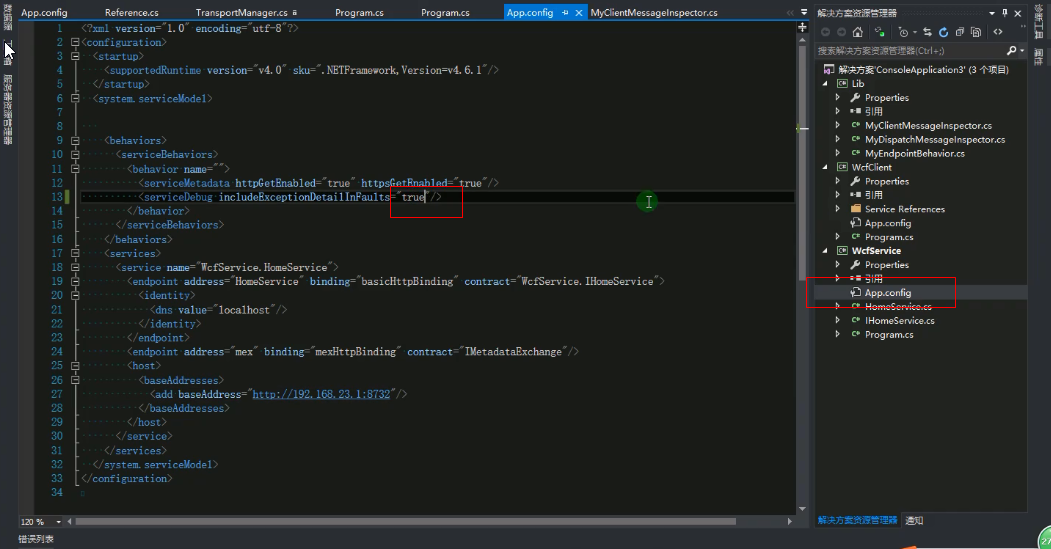 App.config Reference.cs TransportManager.cs Program.cs Program.cs App.config MyClientMessageInspector.cs
1 <?xml version="1.0" encoding="utf-8"?>
2 <configuration>
3 <startup>
4 <supportedRuntime version="v4.0" sku=".NETFramework,Version=v4.6.1"/>
5 </startup>
6 <system.serviceModel>
7
8
9 <behaviors>
10 <serviceBehaviors>
11 <behavior name="">
12 <serviceMetadata httpGetEnabled="true" httpsGetEnabled="true"/>
13 <serviceDebug includeExceptionDetailInFaults="true"/>
14 </behavior>
15 </serviceBehaviors>
16 </behaviors>
17 <services>
18 <service name="WcfService.HomeService">
19 <endpoint address="HomeService" binding="basicHttpBinding" contract="WcfService.IHomeService">
20 <identity>
21 <dns value="localhost"/>
22 </identity>
23 </endpoint>
24 <endpoint address="mex" binding="mexHttpBinding" contract="IMetadataExchange"/>
25 <host>
26 <baseAddresses>
27 <add baseAddress="http://192.168.23.1:8732"/>
28 </baseAddresses>
29 </host>
30 </service>
31 </services>
32 </system.serviceModel>
33 </configuration>
34
120 %
错误列表
解决方案资源管理器
搜索解决方案资源管理器(Ctrl+;)
解决方案'ConsoleApplication3' (3 个项目)
Lib
Properties
引用
MyClientMessageInspector.cs
MyDispatchMessageInspector.cs
MyEndpointBehavior.cs
WcfClient
Properties
引用
Service References
App.config
Program.cs
WcfService
Properties
引用
App.config
HomeService.cs
IHomeService.cs
Program.cs
解决方案资源管理器 通知
属性
27